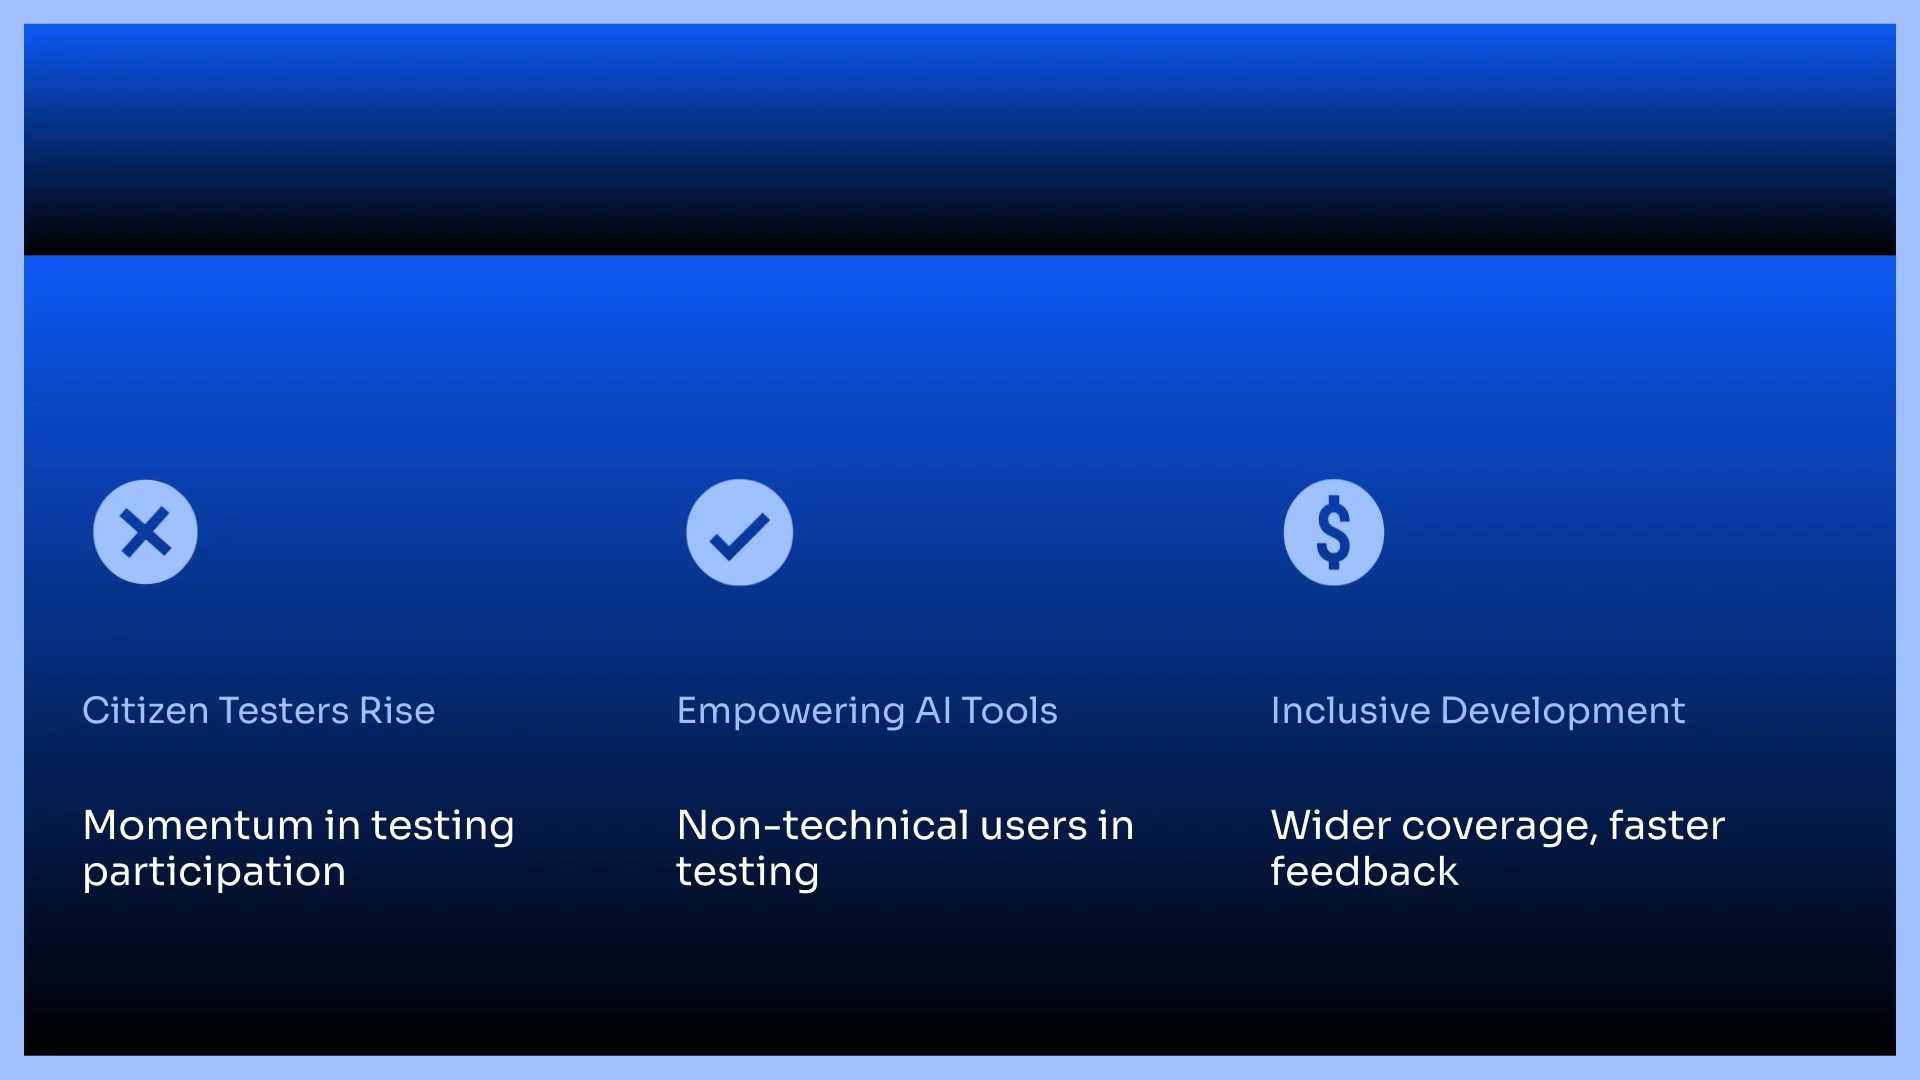 Citizen Testers Rise
Momentum in testing
participation
Empowering AI Tools
Non-technical users in
testing
Inclusive Development
Wider coverage, faster
feedback